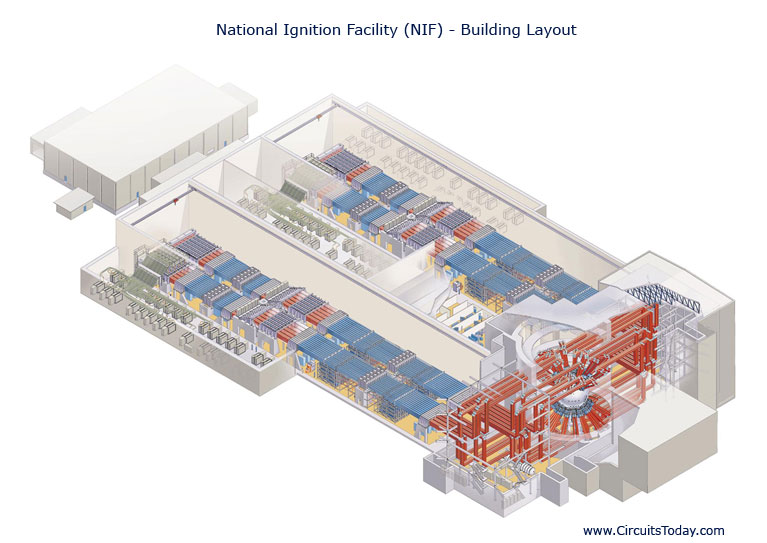 National Ignition Facility (NIF) - Building Layout
www.CircuitsToday.com